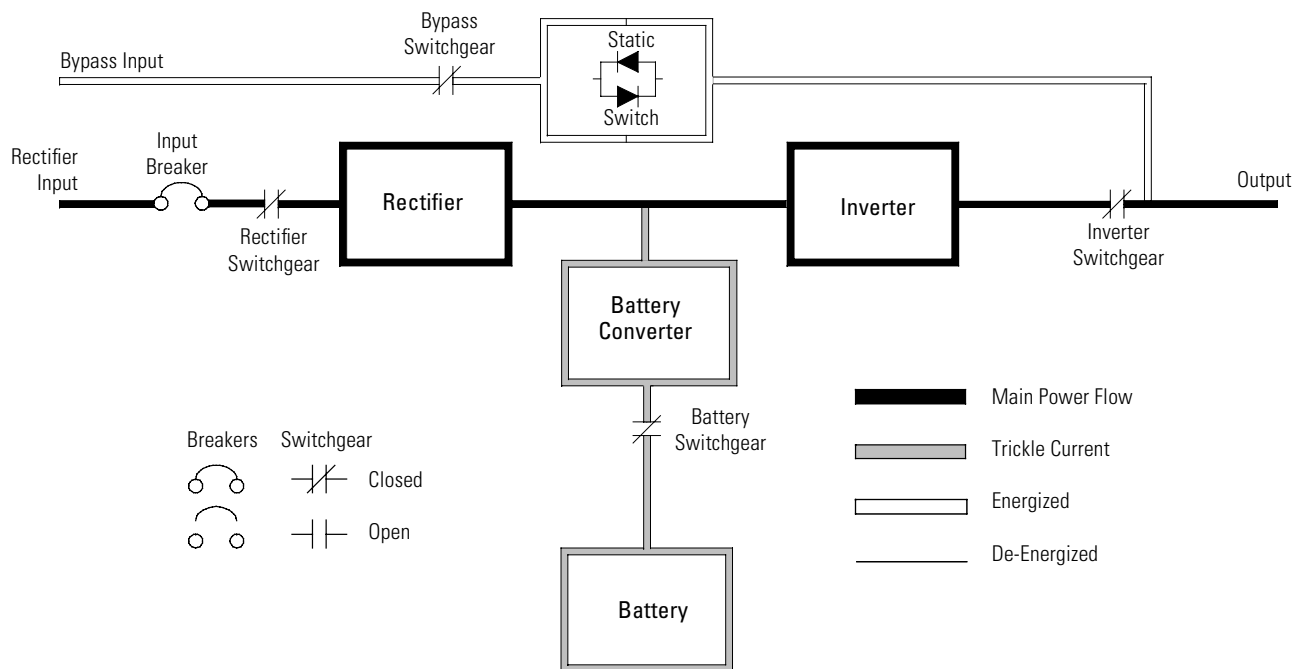 Bypass
Switchgear
Static
Switch
Bypass Input
Input
Breaker
Rectifier
Input
Rectifier
Inverter
Output
Rectifier
Switchgear
Inverter
Switchgear
Battery
Converter
Battery
Switchgear
Main Power Flow
Trickle Current
Energized
De-Energized
Breakers
Switchgear
Closed
Open
Battery